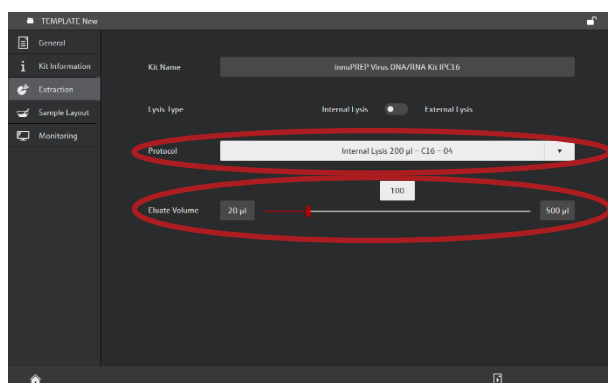 TEMPLATE New
General
Kit Information
Extraction
Sample Layout
Monitoring
Kit Name innuPREP Virus DNA/RNA Kit IPC16
Lysis Type Internal Lysis External Lysis
Protocol Internal Lysis 200 µl – C16 – 04
100
Eluate Volume 20 µl 500 µl